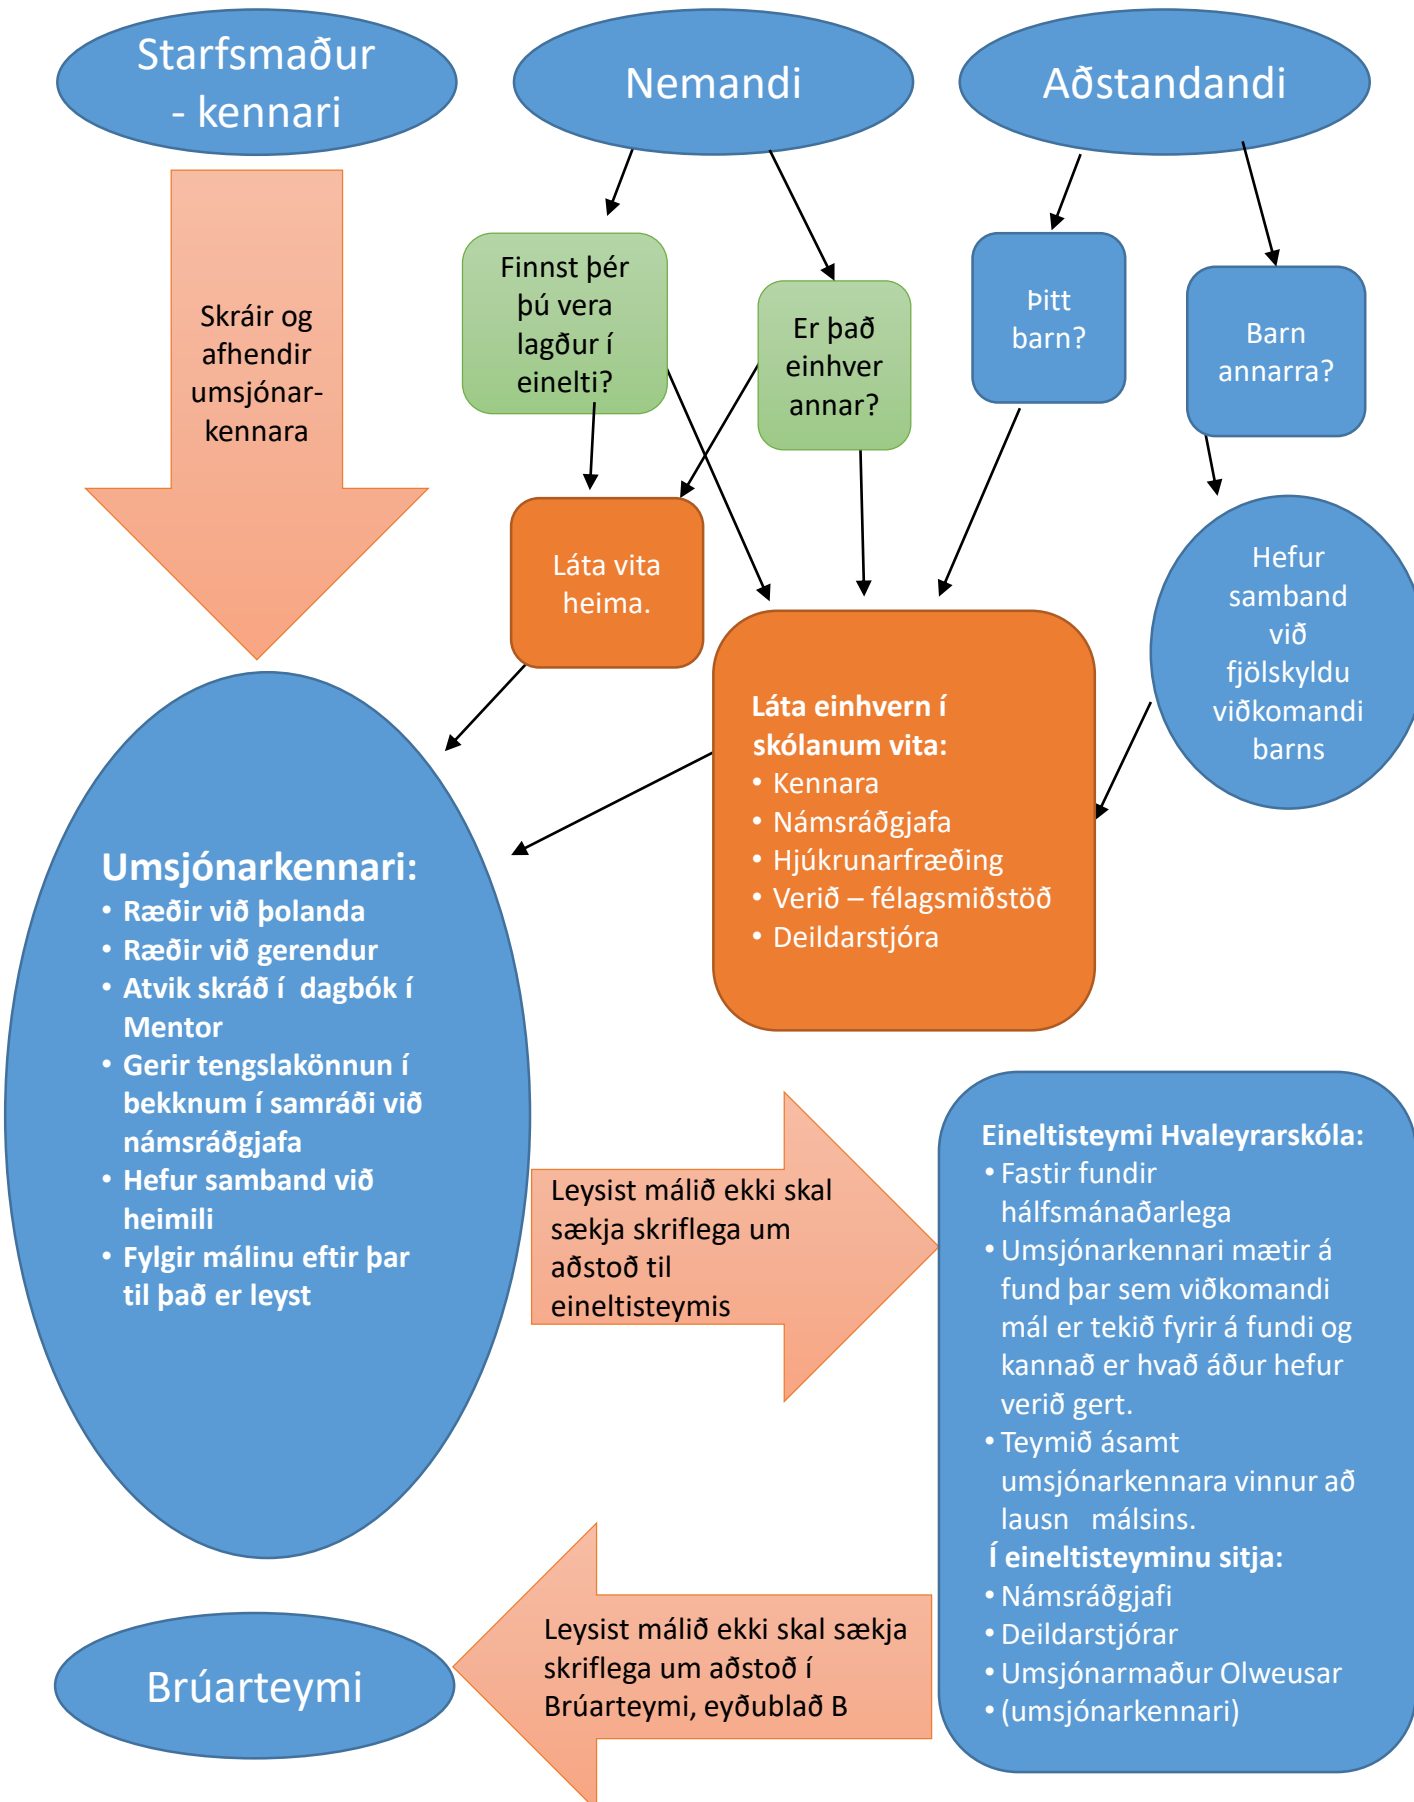 Starfsmaður
- kennari
Nemandi
Aðstandandi
Skráir og
afhendir
umsjónar-
kennara
Finnst þér
þú vera
lagður í
einelti?
Er það
einhver
annar?
Þitt
barn?
Barn
annarra?
Láta vita
heima.
Hefur
samband
við
fjölskyldu
viðkomandi
barns
Láta einhvern í
skólanum vita:
• Kennara
• Námsráðgjafa
• Hjúkrunarfræðing
• Verið – félagsmiðstöð
• Deildarstjóra
Umsjónarkennari:
• Ræðir við þolanda
• Ræðir við gerendur
• Atvik skráð í dagbók í
Mentor
• Gerir tengslakönnun í
bekknum í samráði við
námsráðgjafa
• Hefur samband við
heimili
• Fylgir málinu eftir þar
til það er leyst
Leysist málið ekki skal
sækja skriflega um
aðstoð til
eineltisteymis
Eineltisteymi Hvaleyrarskóla:
• Fastir fundir
hálfsmánaðarlega
• Umsjónarkennari mætir á
fund þar sem viðkomandi
mál er tekið fyrir á fundi og
kannað er hvað áður hefur
verið gert.
• Teymið ásamt
umsjónarkennara vinnur að
lausn málsins.
Í eineltisteyminu sitja:
• Námsráðgjafi
• Deildarstjórar
• Umsjónarmaður Olweusar
• (umsjónarkennari)
Leysist málið ekki skal sækja
skriflega um aðstoð í
Brúarteymi, eyðublað B
Brúarteymi